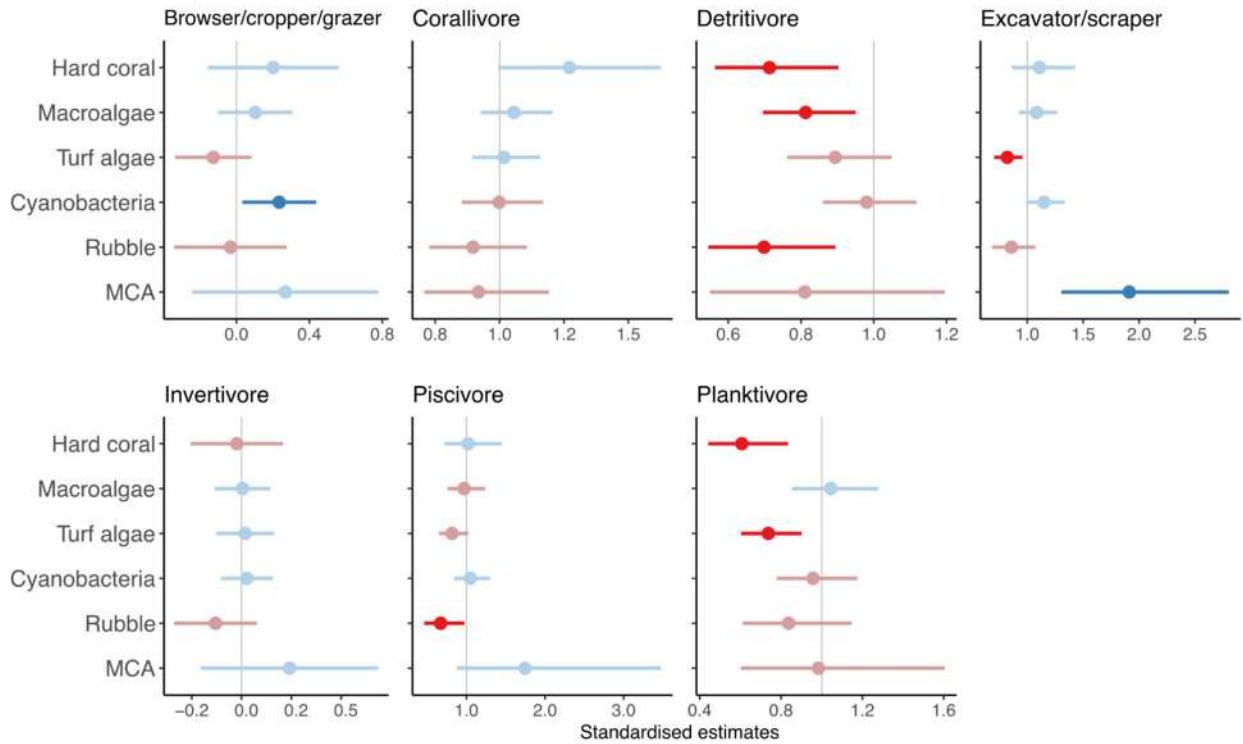 Browser/cropper/grazer Corallivore Detritivore Excavator/scraper
Hard coral
Macroalgae
Turf algae
Cyanobacteria
Rubble
MCA
0.0 0.4 0.8 0.8 1.0 1.2 1.5 0.6 0.8 1.0 1.2 1.0 1.5 2.0 2.5
Invertivore Piscivore Planktivore
Hard coral
Macroalgae
Turf algae
Cyanobacteria
Rubble
MCA
−0.2 0.0 0.2 0.5 1.0 2.0 3.0 0.4 0.8 1.2 1.6
Standardised estimates